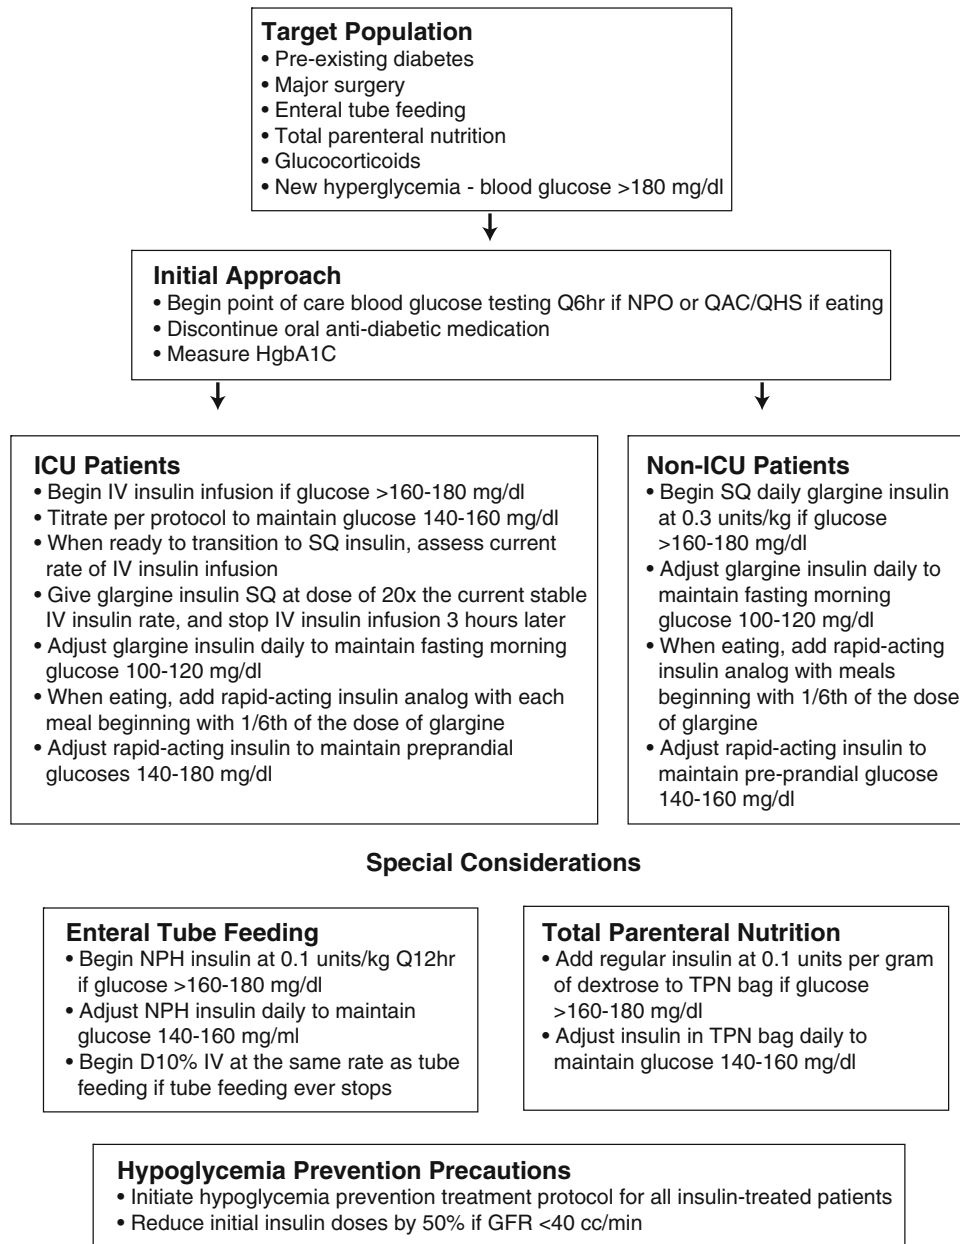 Target Population
• Pre-existing diabetes
• Major surgery
• Enteral tube feeding
• Total parenteral nutrition
• Glucocorticoids
• New hyperglycemia - blood glucose >180 mg/dl
Initial Approach
• Begin point of care blood glucose testing Q6hr if NPO or QAC/QHS if eating
• Discontinue oral anti-diabetic medication
• Measure HgbA1C
ICU Patients
• Begin IV insulin infusion if glucose >160-180 mg/dl
• Titrate per protocol to maintain glucose 140-160 mg/dl
• When ready to transition to SQ insulin, assess current
rate of IV insulin infusion
• Give glargine insulin SQ at dose of 20x the current stable
IV insulin rate, and stop IV insulin infusion 3 hours later
• Adjust glargine insulin daily to maintain fasting morning
glucose 100-120 mg/dl
• When eating, add rapid-acting insulin analog with each
meal beginning with 1/6th of the dose of glargine
• Adjust rapid-acting insulin to maintain preprandial
glucoses 140-180 mg/dl
Non-ICU Patients
• Begin SQ daily glargine insulin
at 0.3 units/kg if glucose
>160-180 mg/dl
• Adjust glargine insulin daily to
maintain fasting morning
glucose 100-120 mg/dl
• When eating, add rapid-acting
insulin analog with meals
beginning with 1/6th of the dose
of glargine
• Adjust rapid-acting insulin to
maintain pre-prandial glucose
140-160 mg/dl
Special Considerations
Enteral Tube Feeding
• Begin NPH insulin at 0.1 units/kg Q12hr
if glucose >160-180 mg/dl
• Adjust NPH insulin daily to maintain
glucose 140-160 mg/ml
• Begin D10% IV at the same rate as tube
feeding if tube feeding ever stops
Total Parenteral Nutrition
• Add regular insulin at 0.1 units per gram
of dextrose to TPN bag if glucose
>160-180 mg/dl
• Adjust insulin in TPN bag daily to
maintain glucose 140-160 mg/dl
Hypoglycemia Prevention Precautions
• Initiate hypoglycemia prevention treatment protocol for all insulin-treated patients
• Reduce initial insulin doses by 50% if GFR <40 cc/min